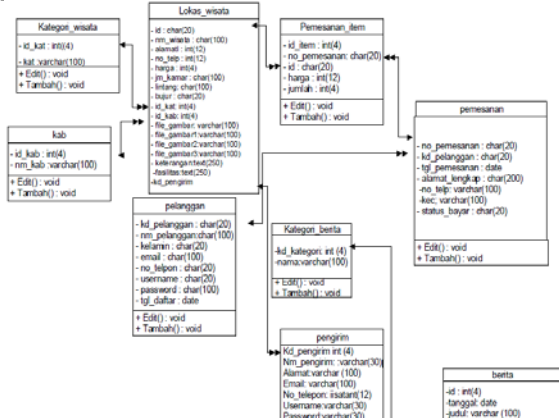 Kategori_wisata
- id_kat : int((4)
- kat :varchar(100)
+ Edit() : void
+ Tambah() : void
Lokas_wisata
- id : char(20)
- nm_wisata : char(100)
- alamatl : int(12)
- no_telp : int(12)
- harga : int(4)
- jm_kamar : char(100)
- lintang: char(100)
- bujur : char(20)
- id_kat: int(4)
- id_kab: int(4)
- file_gambar: varchar(100)
- file_gambar1:varchar(100)
- file_gambar2:varchar(100)
- file_gambar3:varchar(100)
- keterangan:text(250)
-fasilitas:text(250)
-kd_pengirim
Pemesanan_item
- id_item : int(4)
- no_pemesanan: char(20)
- id : char(20)
- harga : int(12)
- jumlah : int(4)
+ Edit() : void
+ Tambah() : void
kab
- id_kab : int(4)
- nm_kab :varchar(100)
+ Edit() : void
+ Tambah() : void
pemesanan
- no_pemesanan : char(20)
- kd_palanggan : char(20)
- tgl_pemesanan : date
- alamat_lengkap : char(200)
-no_telp: varchar(100)
-kec; varchar(100)
- status_bayar : char(20)
+ Edit() : void
+ Tambah() : void
pelanggan
- kd_palanggan : char(20)
- nm_pelanggan:char(100)
- kelamin : char(20)
- email : char(100)
- no_telpon : char(20)
- username : char(20)
- password : char(100)
- tgl_daftar : date
+ Edit() : void
+ Tambah() : void
Kategori_berita
-kd_kategori: int (4)
-nama:varchar(100)
+ Edit() : void
+ Tambah() : void
pengirim
Kd_pengirim int (4)
Nm_pengirim: :varchar(30)
Alamat:varchar (100)
Email: varchar(100)
No_telepon: iisatant(12)
Username:varchar(30)
Password:varchar(30)
berita
-id : int(4)
-tanggal: date
-judul: varchar (100)